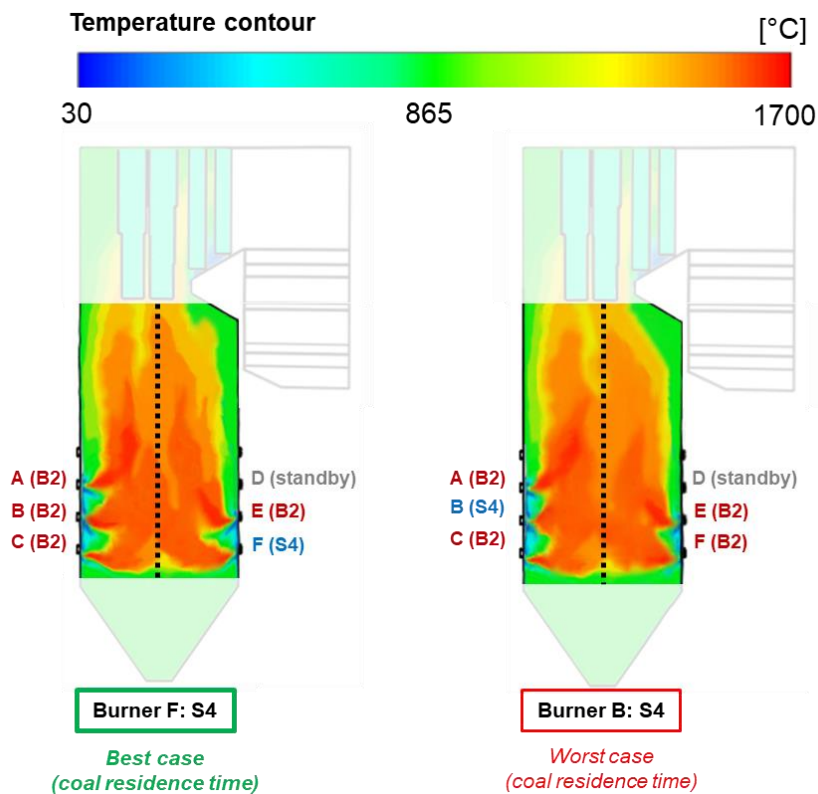 Temperature contour
[°C]
30
865
1700
A (B2)
D (standby)
B (B2)
E (B2)
C (B2)
F (S4)
A (B2)
D (standby)
B (S4)
E (B2)
C (B2)
F (B2)
Burner F: S4
Best case
(coal residence time)
Burner B: S4
Worst case
(coal residence time)